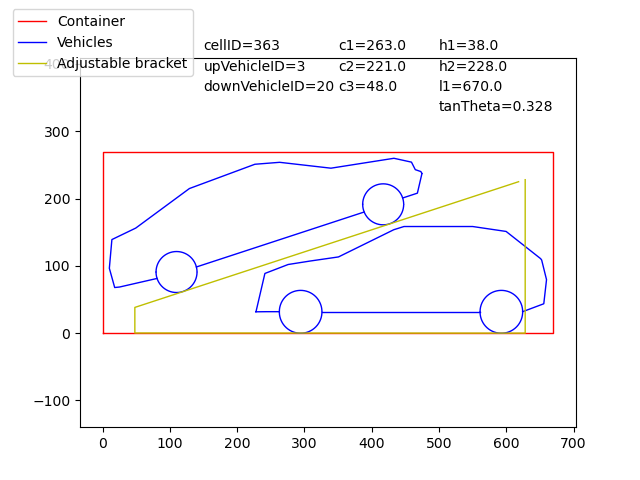 Container
Vehicles
Adjustable bracket
cellID=363 c1=263.0 h1=38.0
upVehicleID=3 c2=221.0 h2=228.0
downVehicleID=20 c3=48.0 l1=670.0
tanTheta=0.328
400
300
200
100
0
−100
0 100 200 300 400 500 600 700